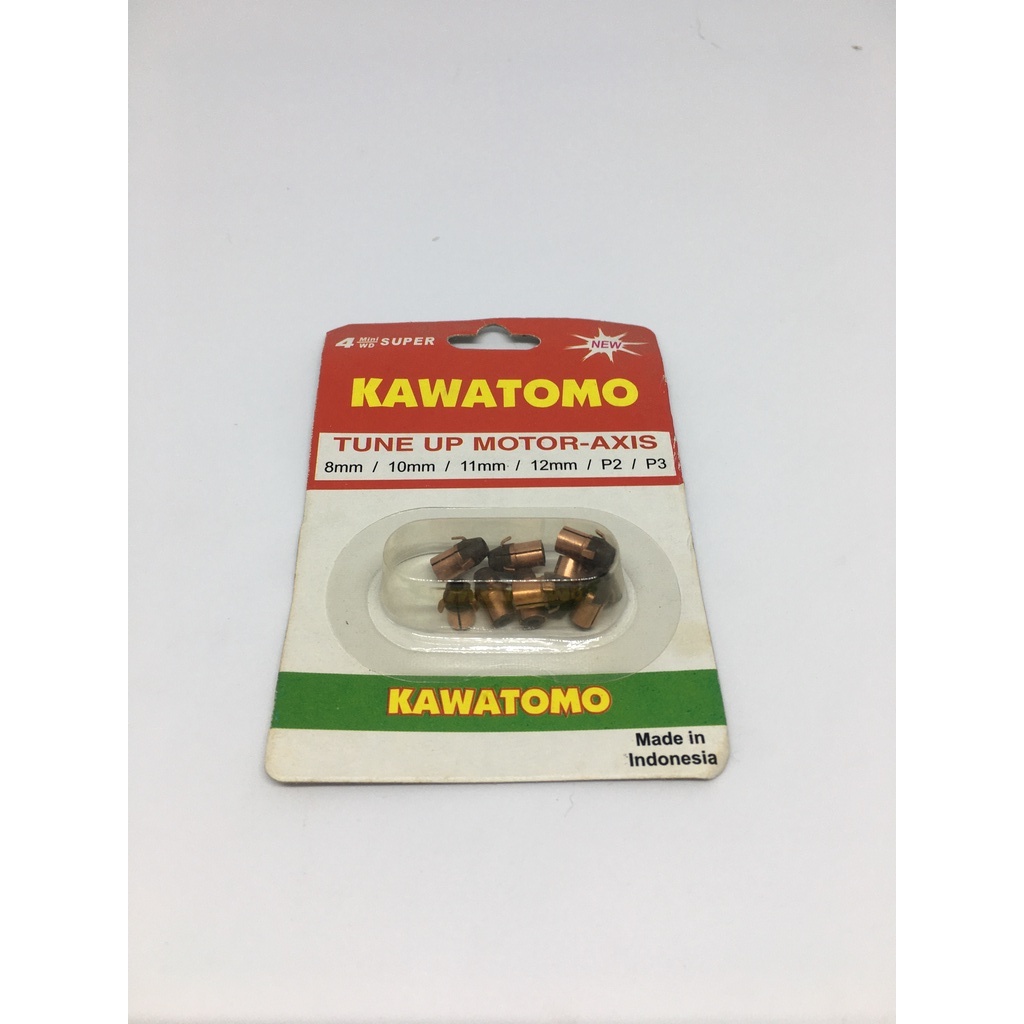 4 Mini WD SUPER
NEW
KAWATOMO
TUNE UP MOTOR-AXIS
8mm / 10mm / 11mm / 12mm / P2 / P3
KAWATOMO
Made in
Indonesia